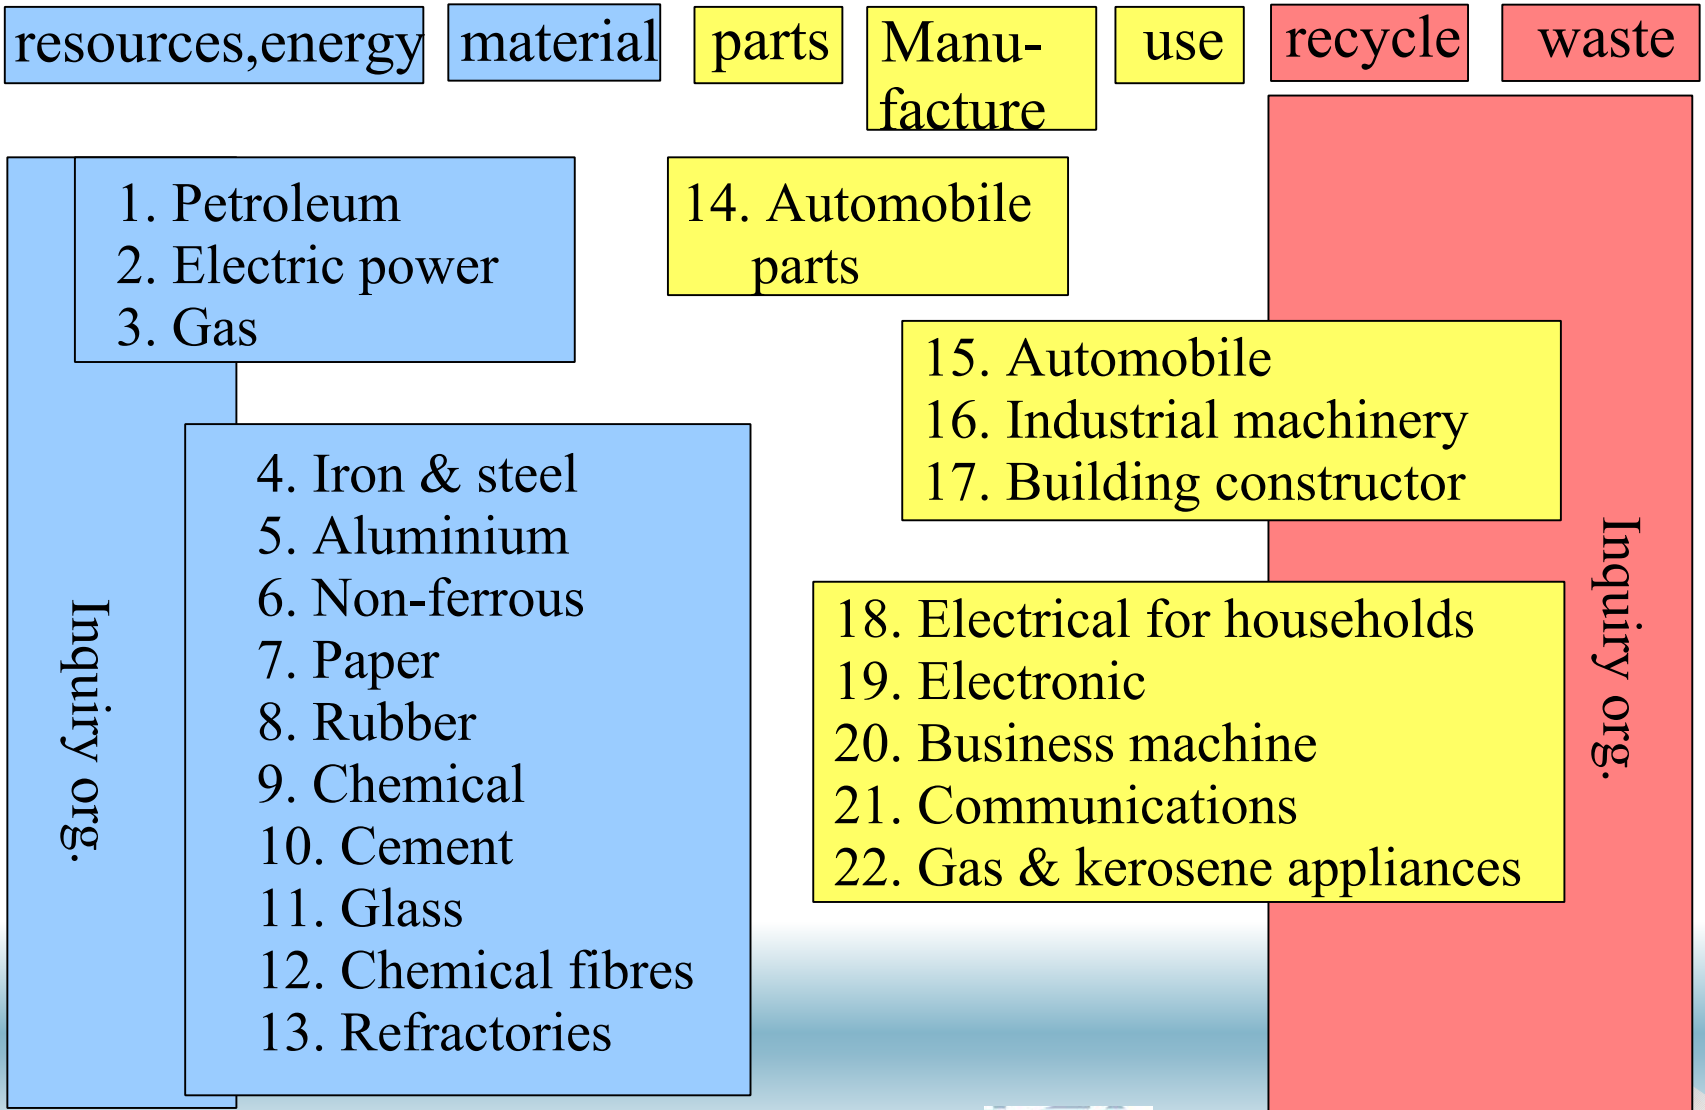 resources,energy
material
parts
Manu-
facture
use
recycle
waste
1. Petroleum
2. Electric power
3. Gas
14. Automobile
parts
15. Automobile
16. Industrial machinery
17. Building constructor
4. Iron & steel
5. Aluminium
6. Non-ferrous
7. Paper
8. Rubber
9. Chemical
10. Cement
11. Glass
12. Chemical fibres
13. Refractories
18. Electrical for households
19. Electronic
20. Business machine
21. Communications
22. Gas & kerosene appliances
Inquiry org.
Inquiry org.